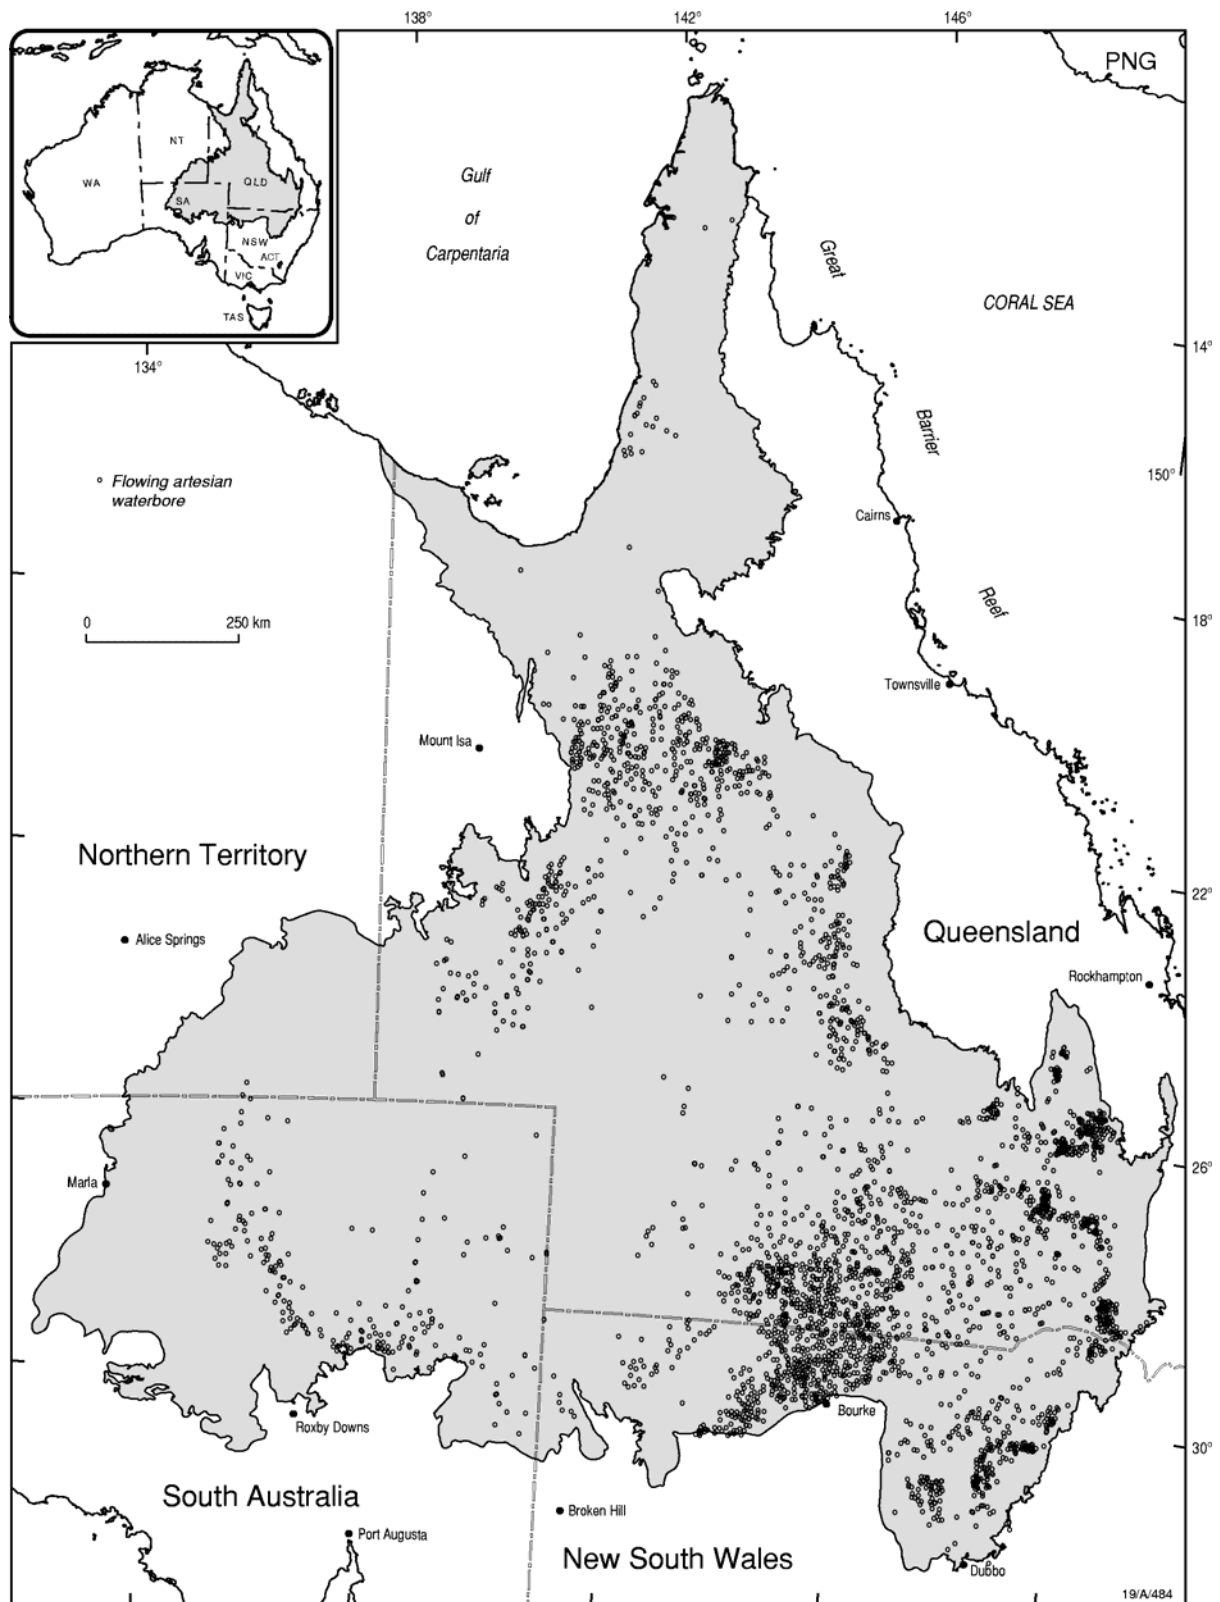 138°
142°
146°
PNG
NT
WA
QLD
SA
NSW
ACT
VIC
TAS
Gulf
of
Carpentaria
Great
Barrier
Reef
CORAL SEA
134°
14°
150°
Flowing artesian
waterbore
Cairns
0
250 km
18°
Townsville
Mount Isa
Northern Territory
22°
Queensland
Alice Springs
Rockhampton
26°
Marla
Bourke
Roxby Downs
30°
South Australia
Broken Hill
Port Augusta
New South Wales
Dubbo
19/A/484